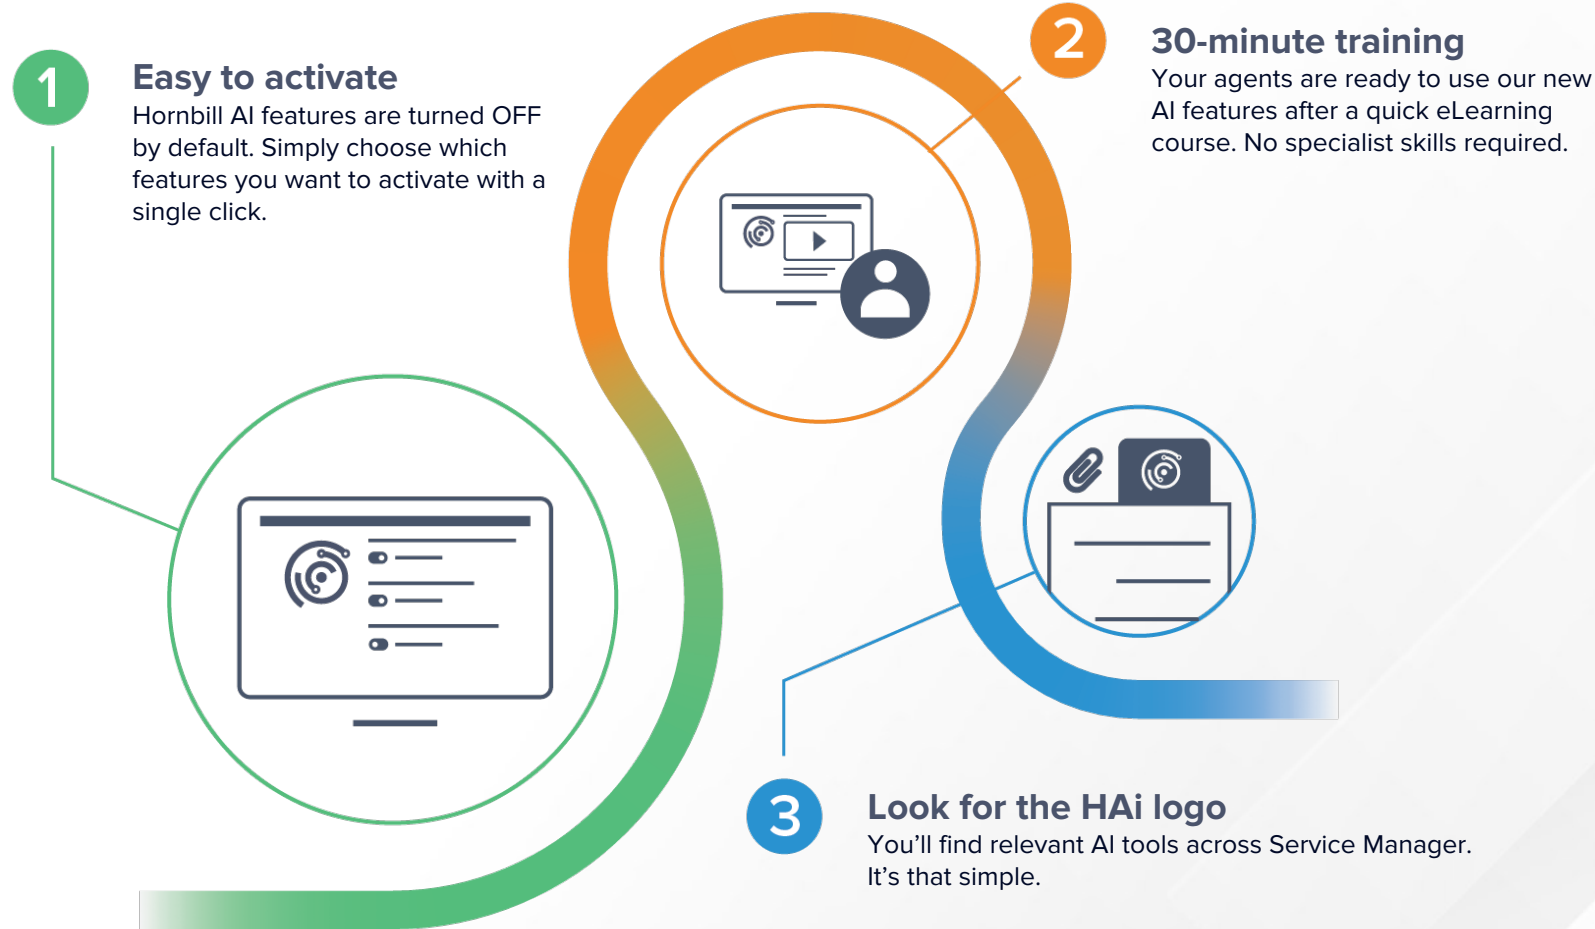 1
Easy to activate
Hornbill AI features are turned OFF
by default. Simply choose which
features you want to activate with a
single click.
2
30-minute training
Your agents are ready to use our new
AI features after a quick eLearning
course. No specialist skills required.
3
Look for the HAi logo
You’ll find relevant AI tools across Service Manager.
It’s that simple.